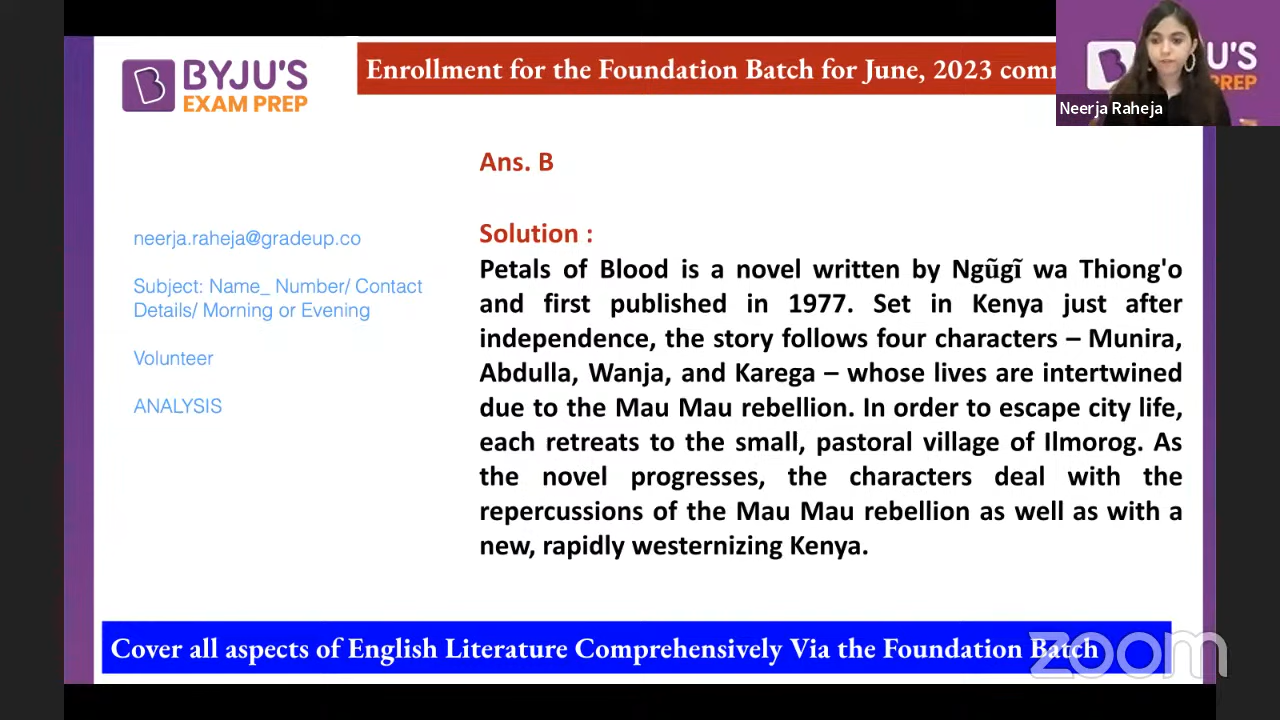 BYJU'S
EXAM PREP
Enrollment for the Foundation Batch for June, 2023
Neerja Raheja
Ans. B
neerja.raheja@gradeup.co
Subject: Name_ Number/ Contact
Details/ Morning or Evening
Volunteer
ANALYSIS
Solution :
Petals of Blood is a novel written by Ngũgĩ wa Thiong'o
and first published in 1977. Set in Kenya just after
independence, the story follows four characters – Munira,
Abdulla, Wanja, and Karega – whose lives are intertwined
due to the Mau Mau rebellion. In order to escape city life,
each retreats to the small, pastoral village of Ilmorog. As
the novel progresses, the characters deal with the
repercussions of the Mau Mau rebellion as well as with a
new, rapidly westernizing Kenya.
Cover all aspects of English Literature Comprehensively Via the Foundation Batch
zoom